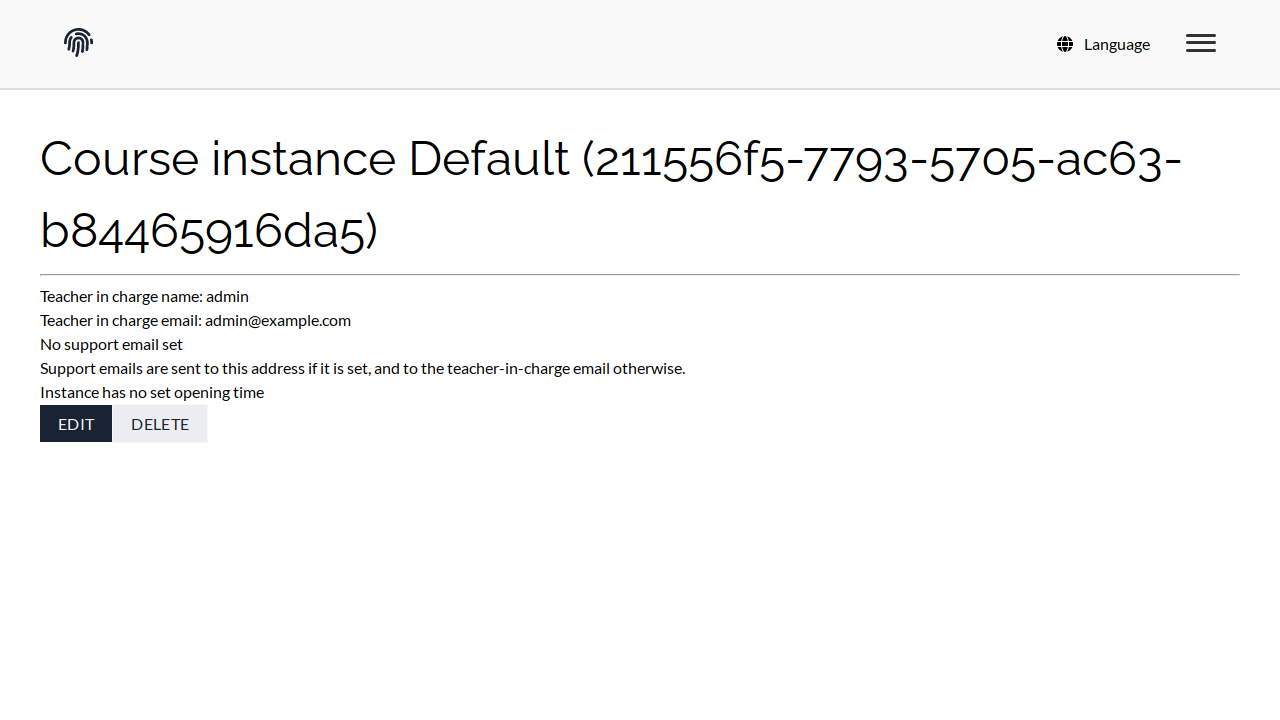 Language
Course instance Default (211556f5-7793-5705-ac63-
b84465916da5)
Teacher in charge name: admin
Teacher in charge email: admin@example.com
No support email set
Support emails are sent to this address if it is set, and to the teacher-in-charge email otherwise.
Instance has no set opening time
EDIT DELETE